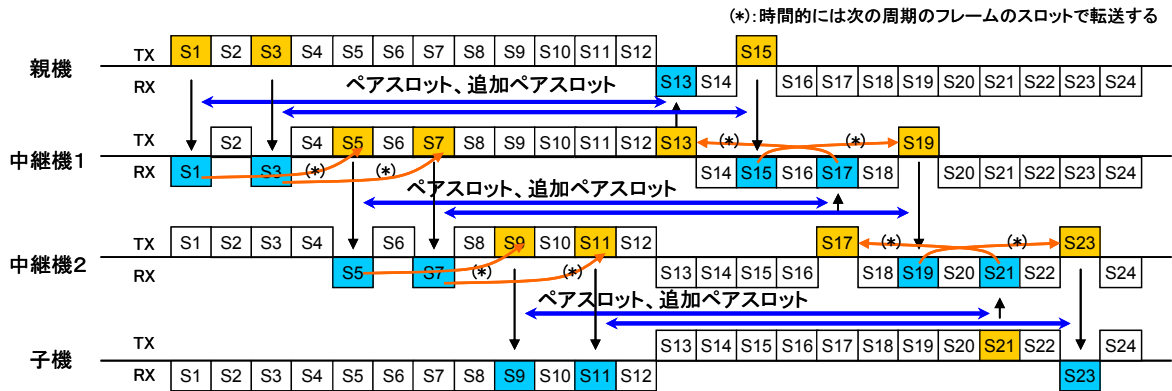 (*):時間的には次の周期のフレームのスロットで転送する
親機
TX S1 S2 S3 S4 S5 S6 S7 S8 S9 S10 S11 S12 S15
RX S13 S14 S16 S17 S18 S19 S20 S21 S22 S23 S24
ペアスロット、追加ペアスロット
中継機1
TX S2 S4 S5 S6 S7 S8 S9 S10 S11 S12 S13 (*) (*) S19
RX S1 S3 (*) (*) S14 S15 S16 S17 S18 S20 S21 S22 S23 S24
ペアスロット、追加ペアスロット
中継機2
TX S1 S2 S3 S4 S6 S8 S9 S10 S11 S12 S17 (*) (*) S23
RX S5 S7 (*) (*) S13 S14 S15 S16 S18 S19 S20 S21 S22 S24
ペアスロット、追加ペアスロット
子機
TX S13 S14 S15 S16 S17 S18 S19 S20 S21 S22 S24
RX S1 S2 S3 S4 S5 S6 S7 S8 S9 S10 S11 S12 S23